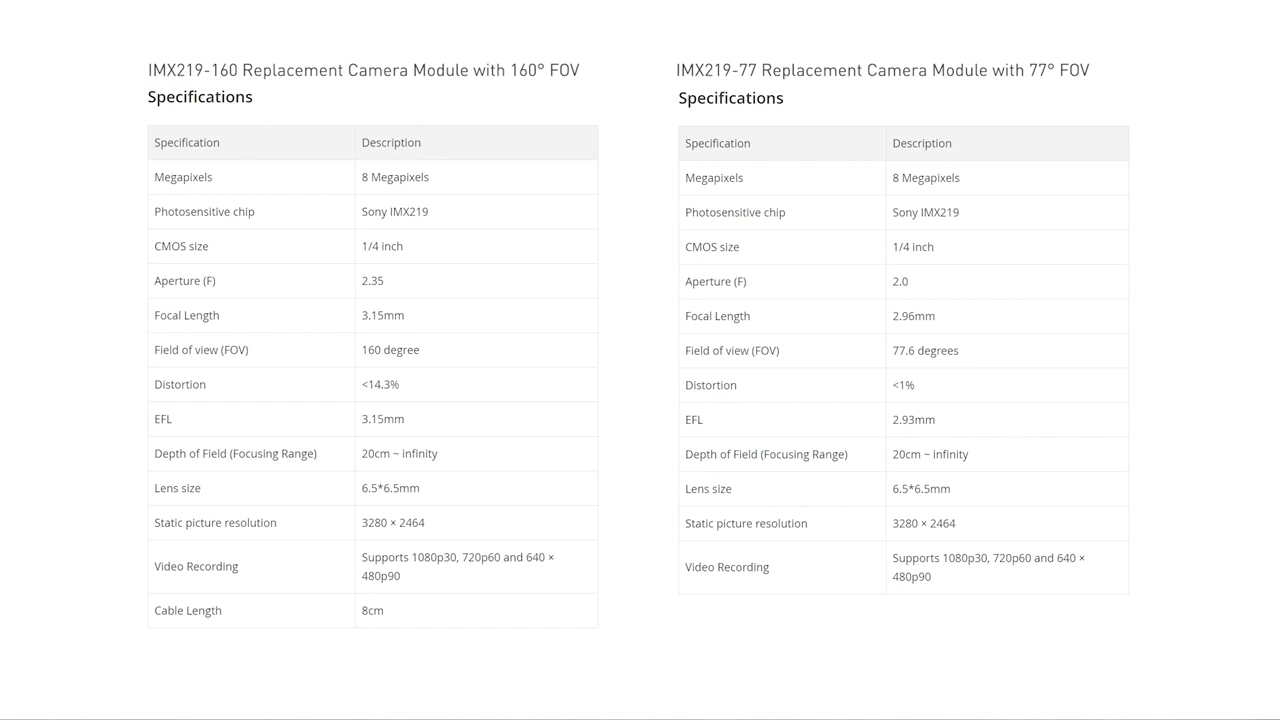 IMX219-160 Replacement Camera Module with 160° FOV
Specifications
Specification Description
Megapixels 8 Megapixels
Photosensitive chip Sony IMX219
CMOS size 1/4 inch
Aperture (F) 2.35
Focal Length 3.15mm
Field of view (FOV) 160 degree
Distortion <14.3%
EFL 3.15mm
Depth of Field (Focusing Range) 20cm ~ infinity
Lens size 6.5*6.5mm
Static picture resolution 3280 × 2464
Video Recording Supports 1080p30, 720p60 and 640 ×
480p90
Cable Length 8cm
IMX219-77 Replacement Camera Module with 77° FOV
Specifications
Specification Description
Megapixels 8 Megapixels
Photosensitive chip Sony IMX219
CMOS size 1/4 inch
Aperture (F) 2.0
Focal Length 2.96mm
Field of view (FOV) 77.6 degrees
Distortion <1%
EFL 2.93mm
Depth of Field (Focusing Range) 20cm ~ infinity
Lens size 6.5*6.5mm
Static picture resolution 3280 × 2464
Video Recording Supports 1080p30, 720p60 and 640 ×
480p90